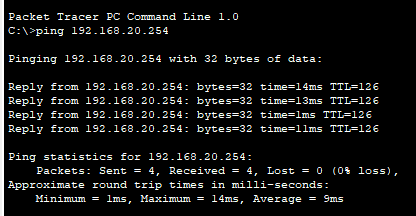 Packet Tracer PC Command Line 1.0
C:\>ping 192.168.20.254
Pinging 192.168.20.254 with 32 bytes of data:
Reply from 192.168.20.254: bytes=32 time=14ms TTL=126
Reply from 192.168.20.254: bytes=32 time=13ms TTL=126
Reply from 192.168.20.254: bytes=32 time=1ms TTL=126
Reply from 192.168.20.254: bytes=32 time=11ms TTL=126
Ping statistics for 192.168.20.254:
Packets: Sent = 4, Received = 4, Lost = 0 (0% loss),
Approximate round trip times in milli-seconds:
Minimum = 1ms, Maximum = 14ms, Average = 9ms